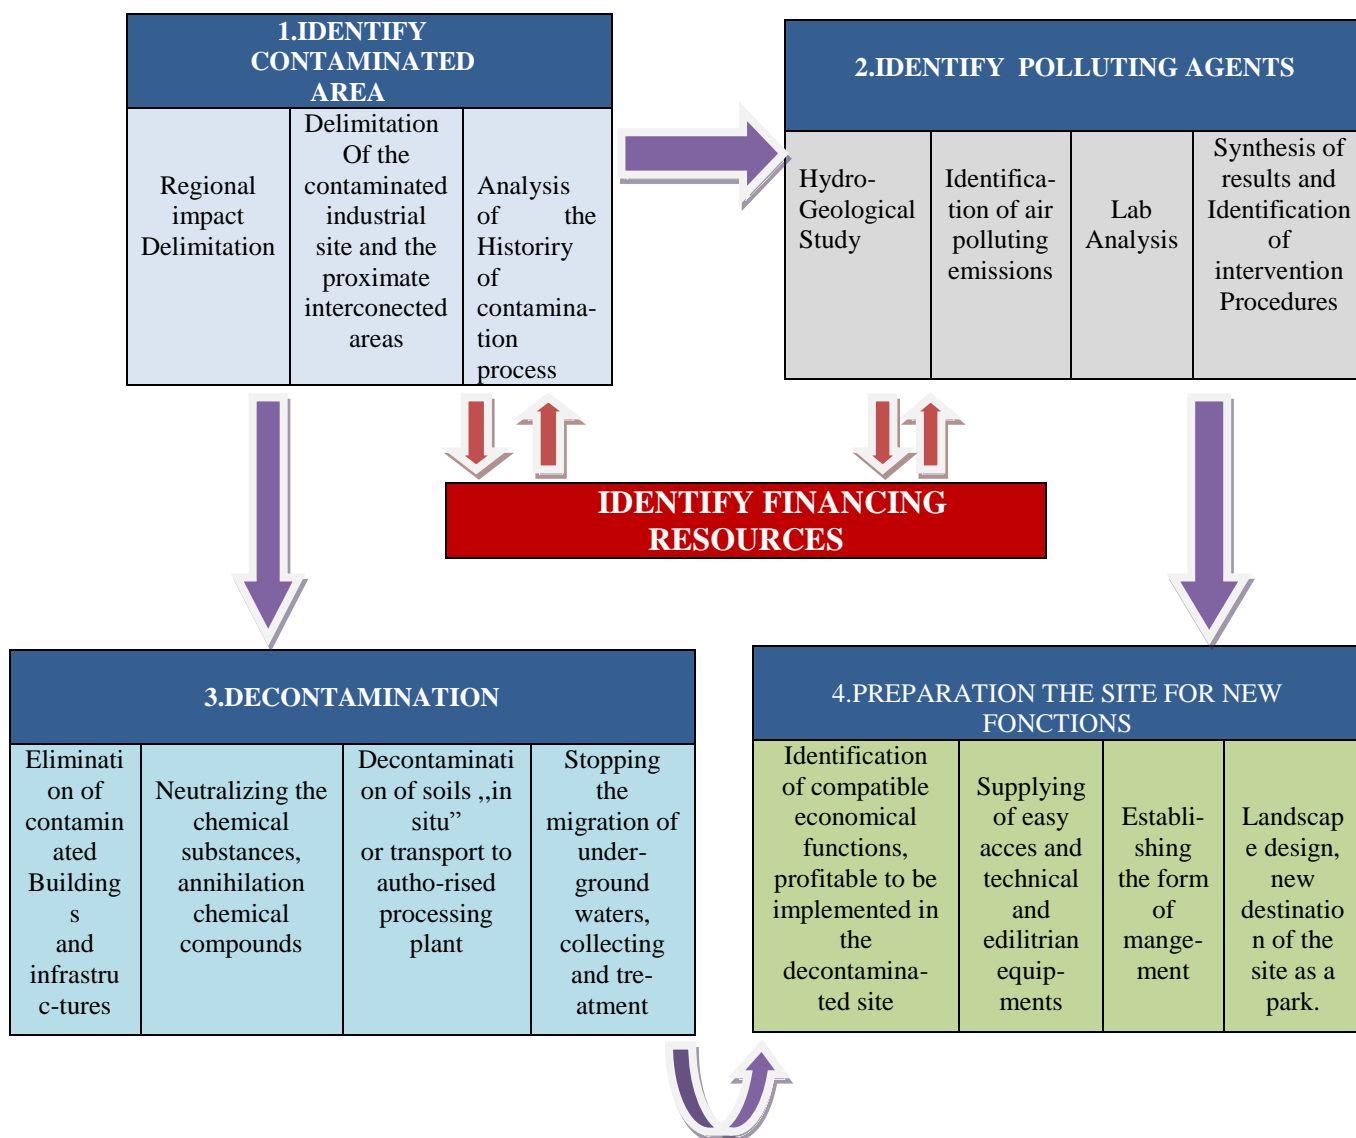 1.IDENTIFY
CONTAMINATED
AREA
Regional
impact
Delimitation
Delimitation
Of the
contaminated
industrial
site and the
proximate
interconected
areas
Analysis
of the
Historiry
of
contamina-
tion
process
2.IDENTIFY POLLUTING AGENTS
Hydro-
Geological
Study
Identifica-
tion of air
polluting
emissions
Lab
Analysis
Synthesis of
results and
Identification
of
intervention
Procedures
IDENTIFY FINANCING
RESOURCES
3.DECONTAMINATION
Eliminati
on of
contamin
ated
Building
s
and
infrastru
c-tures
Neutralizing the
chemical
substances,
annihilation
chemical
compounds
Decontaminati
on of soils ,,in
situ”
or transport to
autho-rised
processing
plant
Stopping
the
migration of
under-
ground
waters,
collecting
and tre-
atment
4.PREPARATION THE SITE FOR NEW
FONCTIONS
Identification
of compatible
economical
functions,
profitable to be
implemented in
the
decontamina-
ted site
Supplying
of easy
acces and
technical
and
edilitrian
equip-
ments
Establi-
shing
the form
of
mange-
ment
Landscap
e design,
new
destinatio
n of the
site as a
park.